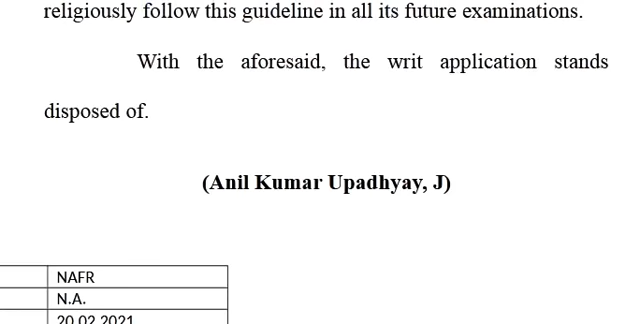 religiously follow this guideline in all its future examinations.
With the aforesaid, the writ application stands
disposed of.
(Anil Kumar Upadhyay, J)
NAFR
N.A.
20.02.2021